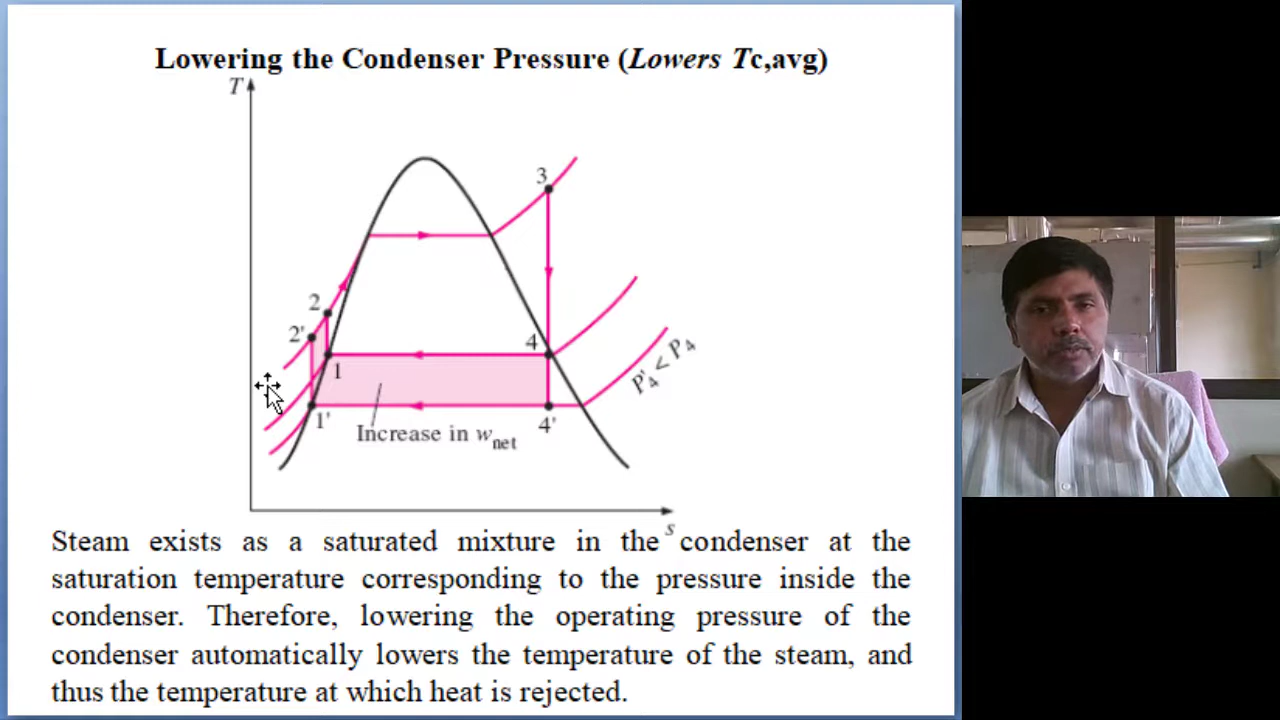 Lowering the Condenser Pressure (Lowers Tc,avg)
T
3
2
2'
4
1
P'4 < P4
1'
4'
Increase in wnet
s
Steam exists as a saturated mixture in the condenser at the
saturation temperature corresponding to the pressure inside the
condenser. Therefore, lowering the operating pressure of the
condenser automatically lowers the temperature of the steam, and
thus the temperature at which heat is rejected.